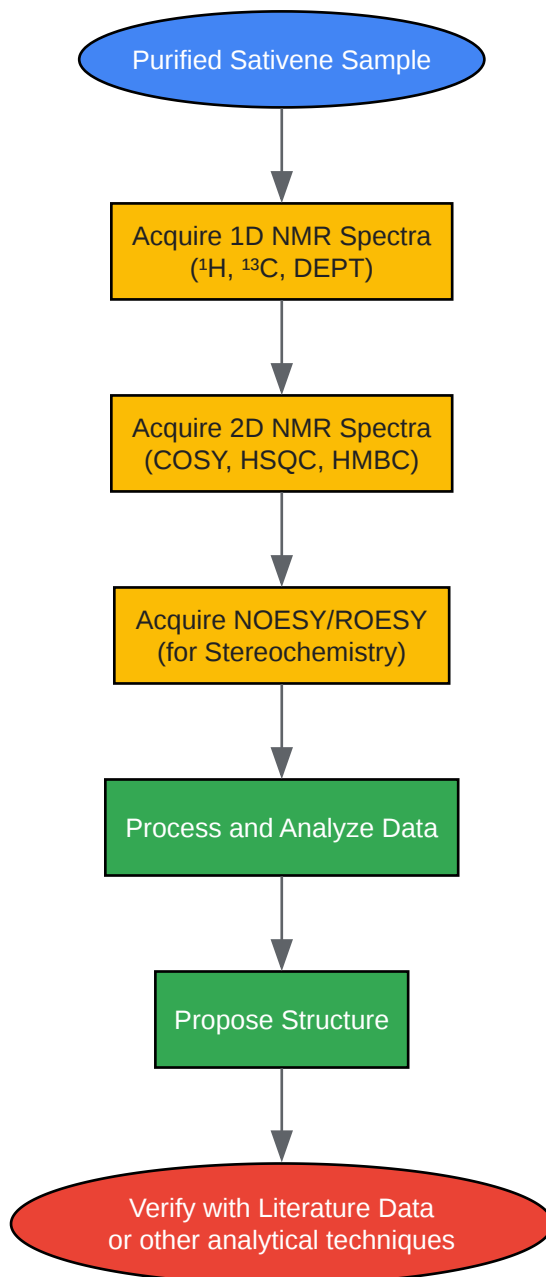 Purified Sativene Sample
Acquire 1D NMR Spectra
(¹H, ¹³C, DEPT)
Acquire 2D NMR Spectra
(COSY, HSQC, HMBC)
Acquire NOESY/ROESY
(for Stereochemistry)
Process and Analyze Data
Propose Structure
Verify with Literature Data
or other analytical techniques